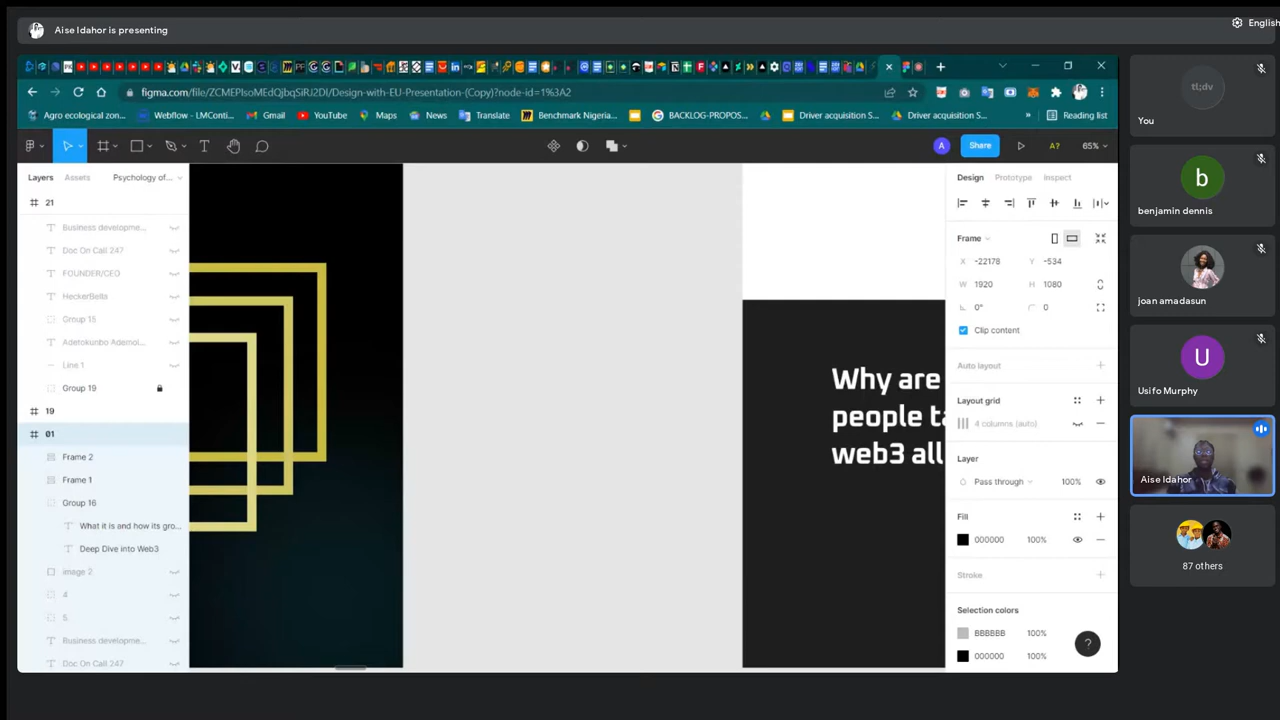 Aise Idahor is presenting
English
figma.com/file/ZCMEPIsoMEdQjbqSiRU2DI/Design-with-EU-Presentation-(Copy)?node-id=1%3A2
Agro ecological zon...
Webflow - LMConti...
Gmail
YouTube
Maps
News
Translate
Benchmark Nigeria...
BACKLOG-PROPOS...
Driver acquisition S...
Driver acquisition S...
»
Reading list
A
Share
A?
65%
Layers
Assets
Psychology of...
21
Business developme...
Doc On Call 247
FOUNDER/CEO
HeckerBella
Group 15
Adetokunbo Ademol...
Line 1
Group 19
19
01
Frame 2
Frame 1
Group 16
What it is and how its gro...
Deep Dive into Web3
image 2
4
5
Business developme...
Doc On Call 247
Why are
people ta
web3 all
Design
Prototype
Inspect
Frame
X -22178
Y -534
W 1920
H 1080
0°
0
Clip content
Auto layout
Layout grid
4 columns (auto)
Layer
Pass through
100%
Fill
000000
100%
Stroke
Selection colors
BBBBBB
100%
000000
100%
?
tl;dv
You
b
benjamin dennis
joan amadasun
U
Usifo Murphy
Aise Idahor
87 others